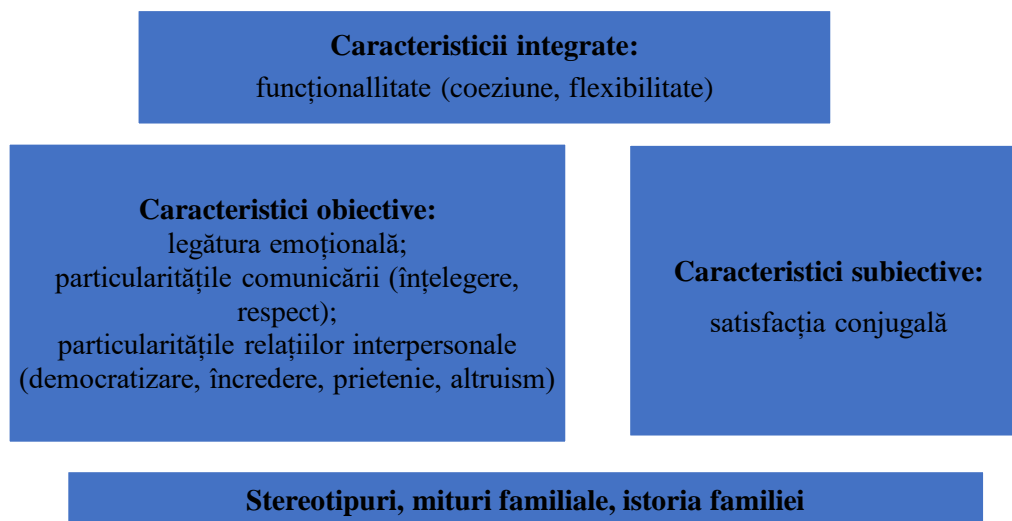 Caracteristicii integrate:
funcționallitate (coeziune, flexibilitate)
Caracteristici obiective:
legătura emoțională;
particularitățile comunicării (înțelegere,
respect);
particularitățile relațiilor interpersonale
(democratizare, încredere, prietenie, altruism)
Caracteristici subiective:
satisfacția conjugală
Stereotipuri, mituri familiale, istoria familiei